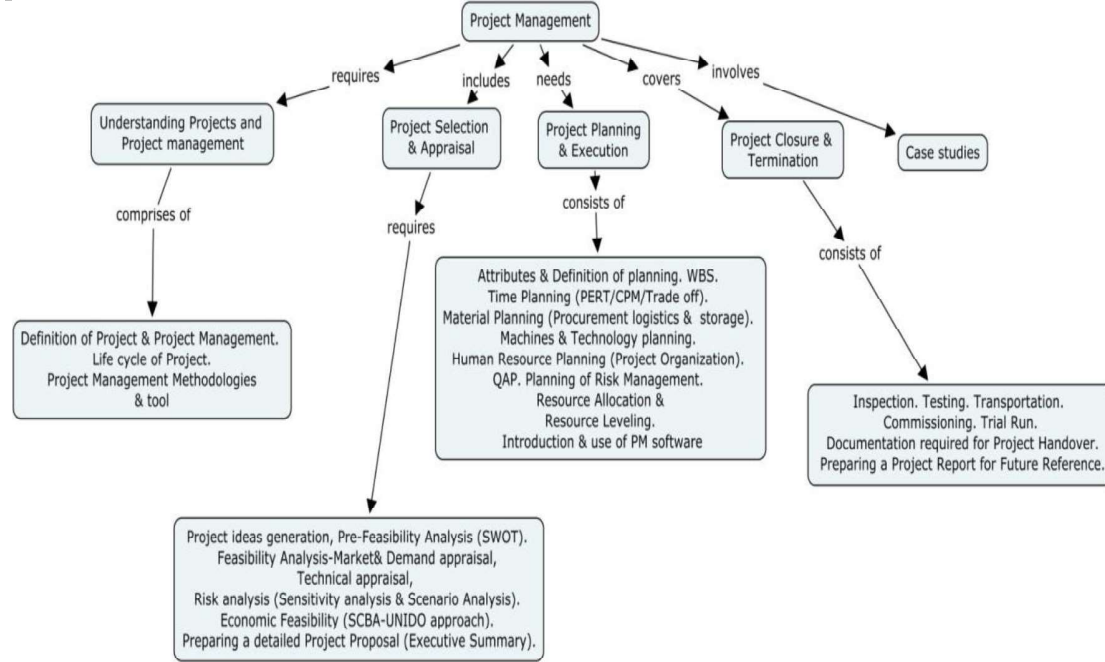 Project Management
requires
includes
needs
covers
involves
Understanding Projects and
Project management
Project Selection
& Appraisal
Project Planning
& Execution
Project Closure &
Termination
Case studies
comprises of
requires
consists of
consists of
Definition of Project & Project Management.
Life cycle of Project.
Project Management Methodologies
& tool
Attributes & Definition of planning. WBS.
Time Planning (PERT/CPM/Trade off).
Material Planning (Procurement logistics & storage).
Machines & Technology planning.
Human Resource Planning (Project Organization).
QAP. Planning of Risk Management.
Resource Allocation &
Resource Leveling.
Introduction & use of PM software
Inspection. Testing. Transportation.
Commissioning. Trial Run.
Documentation required for Project Handover.
Preparing a Project Report for Future Reference.
Project ideas generation, Pre-Feasibility Analysis (SWOT).
Feasibility Analysis-Market& Demand appraisal,
Technical appraisal,
Risk analysis (Sensitivity analysis & Scenario Analysis).
Economic Feasibility (SCBA-UNIDO approach).
Preparing a detailed Project Proposal (Executive Summary).